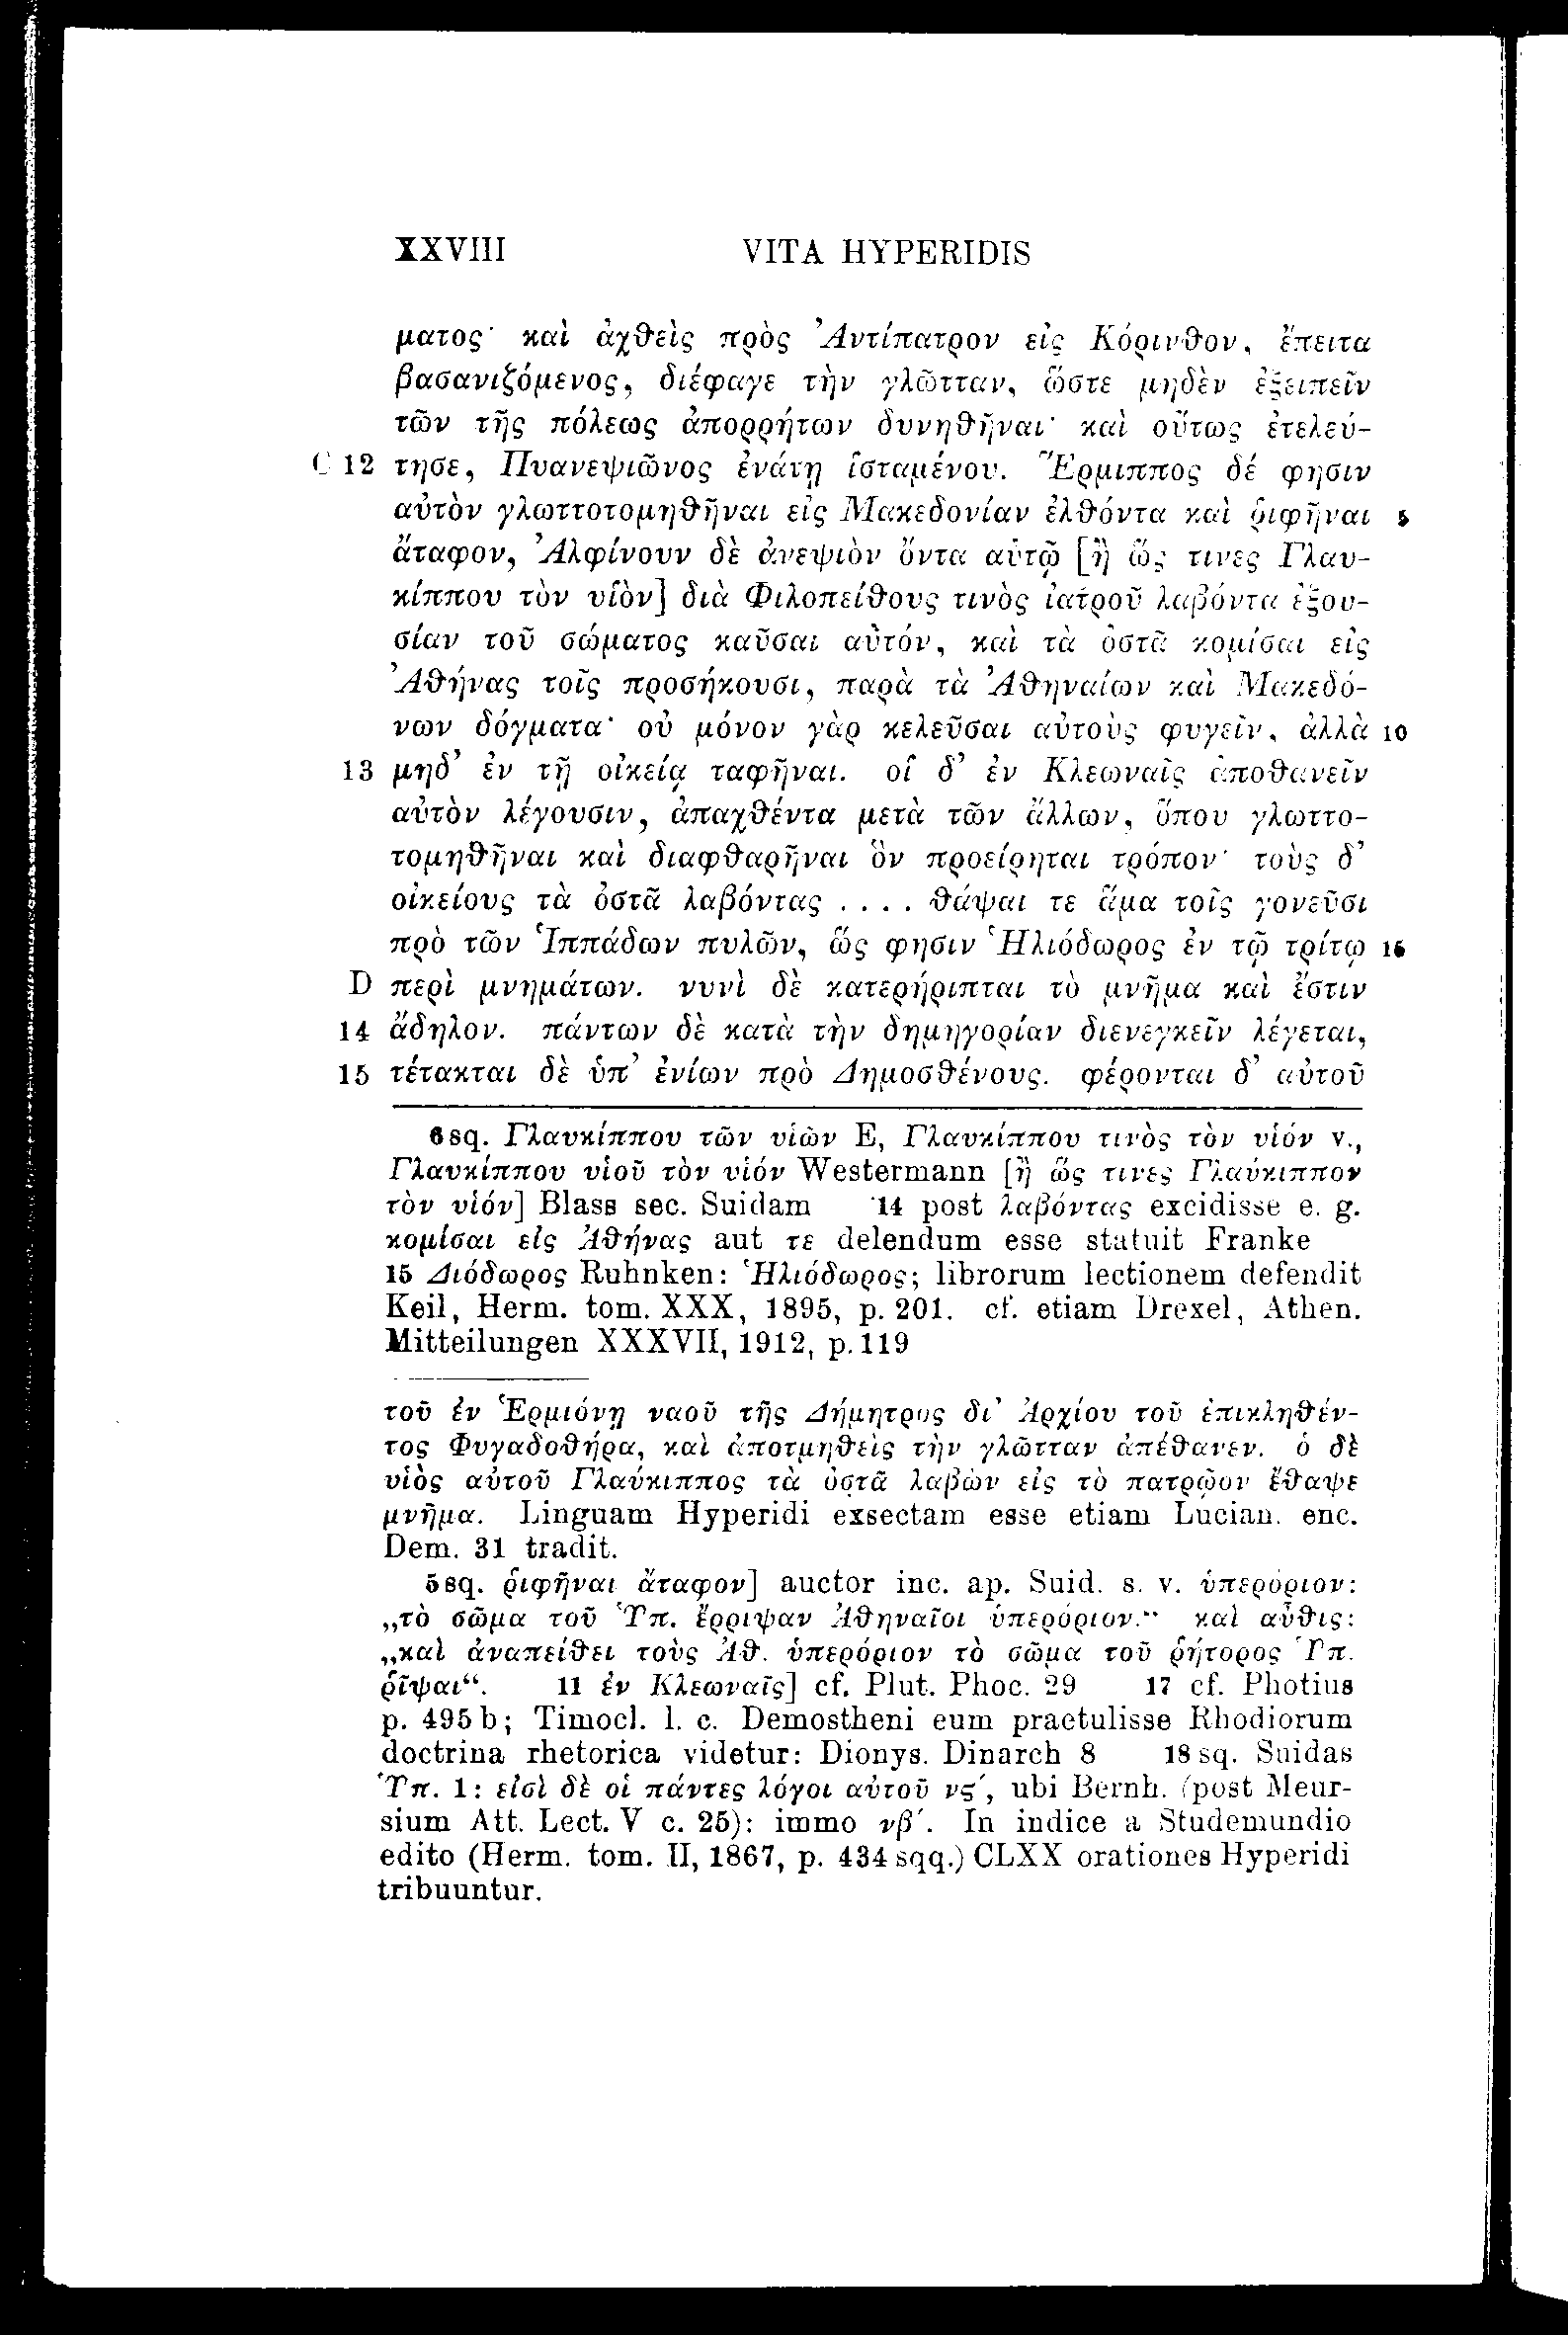 XXVIII VITA HYPERIDIS
ματος· καὶ ἀχθεὶς πρὸς Ἀντίπατρον εἰς Κόρινθον, ἔπειτα
βασανιζόμενος, διέφαγε τὴν γλῶτταν, ὥστε μηδὲν ἐξειπεῖν
τῶν τῆς πόλεως ἀπορρήτων δυνηθῆναι· καὶ οὕτως ἐτελεύ-
C 12 τησε, Πυανεψιῶνος ἐνάτῃ ἱσταμένου. Ἕρμιππος δέ φησιν
αὐτὸν γλωττοτομηθῆναι εἰς Μακεδονίαν ἐλθόντα καὶ ῥιφῆναι 5
ἄταφον, Ἀλφίνουν δὲ ἀνεψιὸν ὄντα αὐτῷ [ἢ ὥς τινες Γλαυ-
κίππου τὸν υἱὸν] διὰ Φιλοπείθους τινὸς ἰατροῦ λαβόντα ἐξου-
σίαν τοῦ σώματος καῦσαι αὐτόν, καὶ τὰ ὀστᾶ κομίσαι εἰς
Ἀθήνας τοῖς προσήκουσι, παρὰ τὰ Ἀθηναίων καὶ Μακεδό-
νων δόγματα· οὐ μόνον γὰρ κελεῦσαι αὐτοὺς φυγεῖν, ἀλλὰ 10
13 μηδ’ ἐν τῇ οἰκείᾳ ταφῆναι. οἱ δ’ ἐν Κλεωναῖς ἀποθανεῖν
αὐτὸν λέγουσιν, ἀπαχθέντα μετὰ τῶν ἄλλων, ὅπου γλωττο-
τομηθῆναι καὶ διαφθαρῆναι ὃν προείρηται τρόπον· τοὺς δ’
οἰκείους τὰ ὀστᾶ λαβόντας . . . . θάψαι τε ἅμα τοῖς γονεῦσι
πρὸ τῶν Ἱππάδων πυλῶν, ὥς φησιν Ἡλιόδωρος ἐν τῷ τρίτῳ 15
D περὶ μνημάτων. νυνὶ δὲ κατερήριπται τὸ μνῆμα καὶ ἔστιν
14 ἄδηλον. πάντων δὲ κατὰ τὴν δημηγορίαν διενεγκεῖν λέγεται,
15 τέτακται δὲ ὑπ’ ἐνίων πρὸ Δημοσθένους. φέρονται δ’ αὐτοῦ
6 sq. Γλαυκίππου τῶν υἱῶν E, Γλαυκίππου τινὸς τὸν υἱόν v.,
Γλαυκίππου υἱοῦ τὸν υἱόν Westermann [ἢ ὥς τινες Γλαύκιππον
τὸν υἱόν] Blass sec. Suidam 14 post λαβόντας excidisse e. g.
κομίσαι εἰς Ἀθήνας aut τε delendum esse statuit Franke
15 Διόδωρος Ruhnken: Ἡλιόδωρος; librorum lectionem defendit
Keil, Herm. tom. XXX, 1895, p. 201. cf. etiam Drexel, Athen.
Mitteilungen XXXVII, 1912, p. 119
τοῦ ἐν Ἑρμιόνῃ ναοῦ τῆς Δήμητρος δι’ Ἀρχίου τοῦ ἐπικληθέν-
τος Φυγαδοθήρα, καὶ ἀποτμηθεὶς τὴν γλῶτταν ἀπέθανεν. ὁ δὲ
υἱὸς αὐτοῦ Γλαύκιππος τὰ ὀστᾶ λαβὼν εἰς τὸ πατρῷον ἔθαψε
μνῆμα. Linguam Hyperidi exsectam esse etiam Lucian. enc.
Dem. 31 tradit.
5 sq. ῥιφῆναι ἄταφον] auctor inc. ap. Suid. s. v. ὑπερόριον:
„τὸ σῶμα τοῦ Ὑπ. ἔρριψαν Ἀθηναῖοι ὑπερόριον.“ καὶ αὖθις:
„καὶ ἀναπείθει τοὺς Ἀθ. ὑπερόριον τὸ σῶμα τοῦ ῥήτορος Ὑπ.
ῥῖψαι“. 11 ἐν Κλεωναῖς] cf. Plut. Phoc. 29 17 cf. Photius
p. 495 b; Timocl. l. c. Demostheni eum praetulisse Rhodiorum
doctrina rhetorica videtur: Dionys. Dinarch 8 18 sq. Suidas
Ὑπ. 1: εἰσὶ δὲ οἱ πάντες λόγοι αὐτοῦ νς´, ubi Bernh. (post Meur-
sium Att. Lect. V c. 25): immo νβ´. In indice a Studemundio
edito (Herm. tom. II, 1867, p. 434 sqq.) CLXX orationes Hyperidi
tribuuntur.